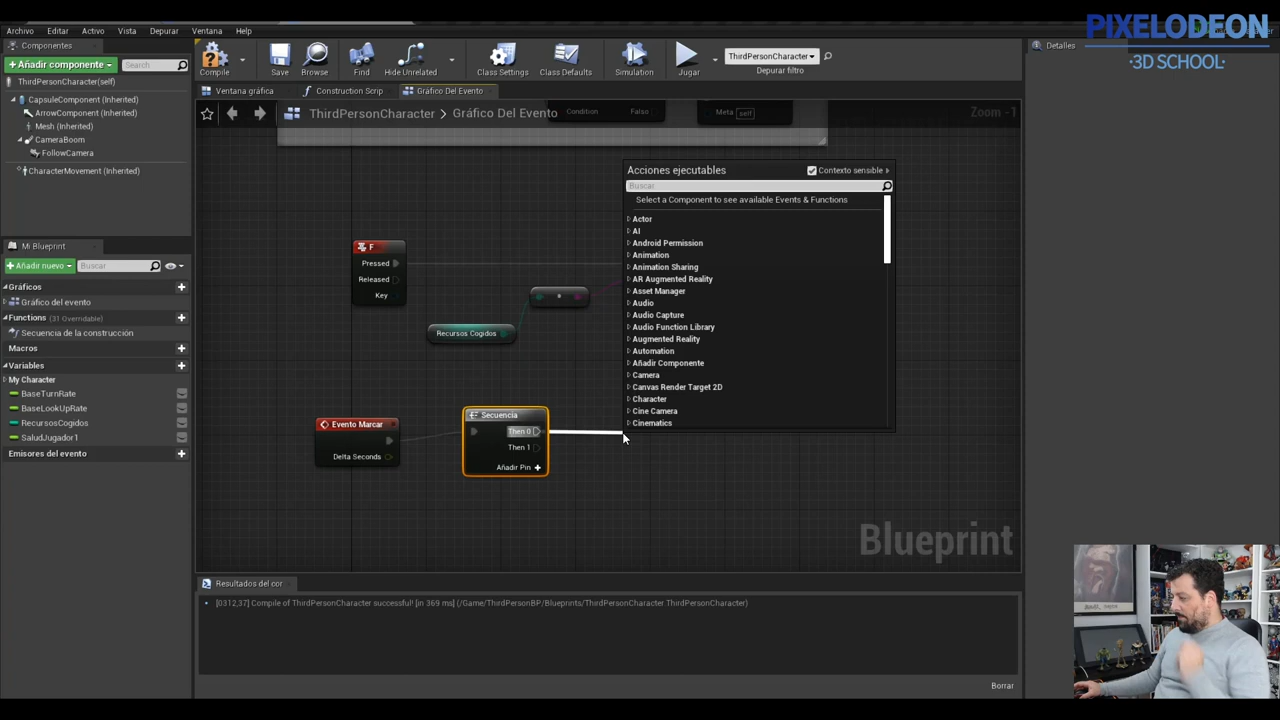 PIXELODEON
·3D SCHOOL·
Archivo Editar Activo Vista Depurar Ventana Help
Componentes
+ Añadir componente
Search
ThirdPersonCharacter(self)
CapsuleComponent (Inherited)
ArrowComponent (Inherited)
Mesh (Inherited)
CameraBoom
FollowCamera
CharacterMovement (Inherited)
Mi Blueprint
+ Añadir nuevo
Buscar
Gráficos
Gráfico del evento
Functions (31 Overridable)
Secuencia de la construcción
Macros
Variables
My Character
BaseTurnRate
BaseLookUpRate
RecursosCogidos
SaludJugador1
Emisores del evento
Compile Save Browse Find Hide Unrelated Class Settings Class Defaults Simulation Jugar
ThirdPersonCharacter
Depurar filtro
Ventana gráfica Construction Scrip Gráfico Del Evento
ThirdPersonCharacter > Gráfico Del Evento
Zoom -1
Condition Falso
Meta self
F
Pressed
Released
Key
Recursos Cogidos
Evento Marcar
Delta Seconds
Secuencia
Then 0
Then 1
Añadir Pin +
Acciones ejecutables
Contexto sensible
Buscar
Select a Component to see available Events & Functions
Actor
AI
Android Permission
Animation
Animation Sharing
AR Augmented Reality
Asset Manager
Audio
Audio Capture
Audio Function Library
Augmented Reality
Automation
Añadir Componente
Camera
Canvas Render Target 2D
Character
Cine Camera
Cinematics
Blueprint
Detalles
Resultados del cor
[0312,37] Compile of ThirdPersonCharacter successful! [in 369 ms] (/Game/ThirdPersonBP/Blueprints/ThirdPersonCharacter.ThirdPersonCharacter)
Borrar